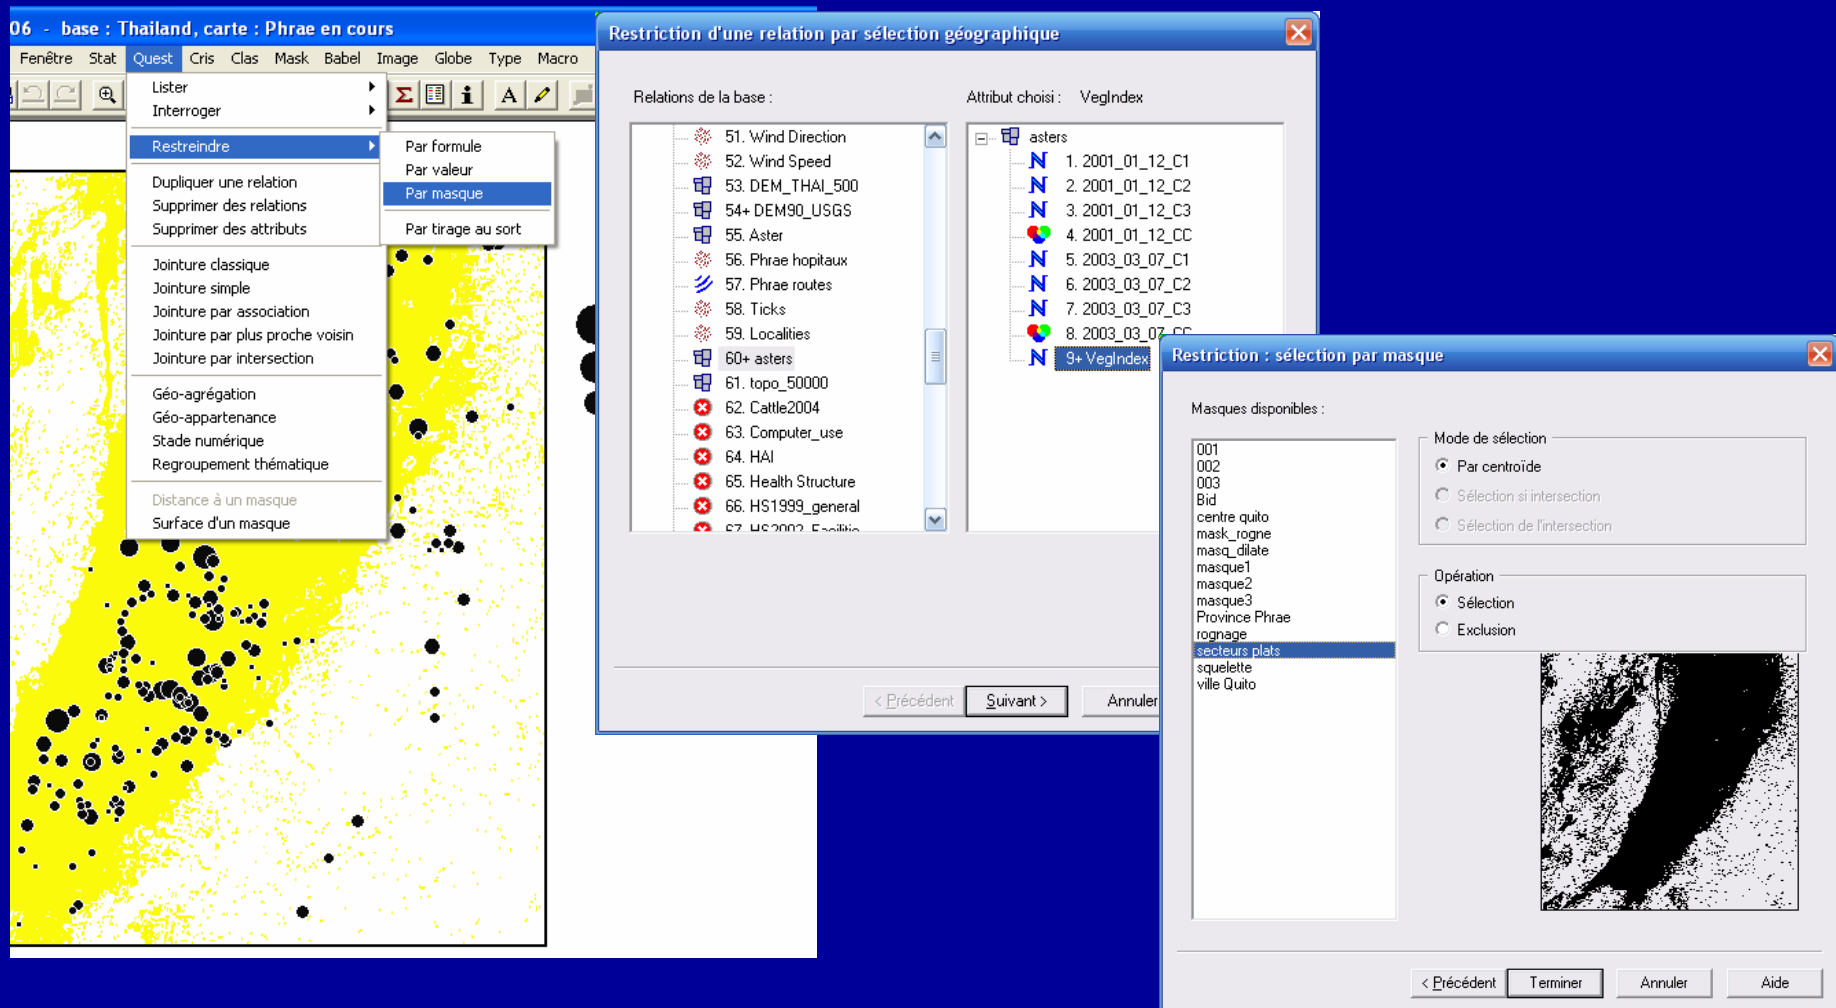 06 - base : Thailand, carte : Phrae en cours
Fenêtre Stat Quest Cris Clas Mask Babel Image Globe Type Macro
Lister
Interroger
Restreindre
Dupliquer une relation
Supprimer des relations
Supprimer des attributs
Jointure classique
Jointure simple
Jointure par association
Jointure par plus proche voisin
Jointure par intersection
Géo-agrégation
Géo-appartenance
Stade numérique
Regroupement thématique
Distance à un masque
Surface d'un masque
Par formule
Par valeur
Par masque
Par tirage au sort
Restriction d'une relation par sélection géographique
Relations de la base :
51. Wind Direction
52. Wind Speed
53. DEM_THAI_500
54+ DEM90_USGS
55. Aster
56. Phrae hopitaux
57. Phrae routes
58. Ticks
59. Localities
60+ asters
61. topo_50000
62. Cattle2004
63. Computer_use
64. HAI
65. Health Structure
66. HS1999_general
67. HS2002_Facilitie
Attribut choisi : VegIndex
asters
1. 2001_01_12_C1
2. 2001_01_12_C2
3. 2001_01_12_C3
4. 2001_01_12_CC
5. 2003_03_07_C1
6. 2003_03_07_C2
7. 2003_03_07_C3
8. 2003_03_07_CC
9+ VegIndex
< Précédent
Suivant >
Annuler
Restriction : sélection par masque
Masques disponibles :
001
002
003
Bid
centre quito
mask_rogne
masq_dilate
masque1
masque2
masque3
Province Phrae
rognage
secteurs plats
squelette
ville Quito
Mode de sélection
Par centroïde
Sélection si intersection
Sélection de l'intersection
Opération
Sélection
Exclusion
< Précédent
Terminer
Annuler
Aide